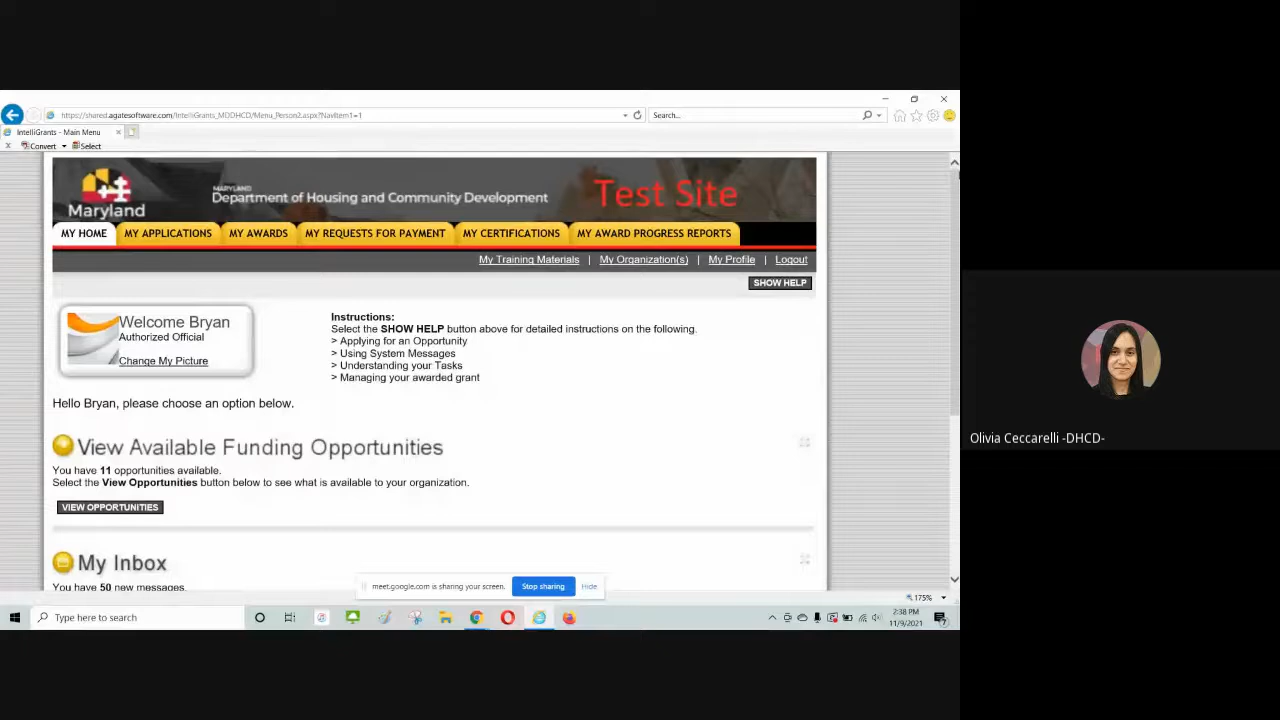 https://shared.agatesoftware.com/IntelliGrants_MDDHCD/Menu_Person2.aspx?NavItem1=1
Search...
IntelliGrants - Main Menu
Convert Select
Maryland
MARYLAND
Department of Housing and Community Development
Test Site
MY HOME MY APPLICATIONS MY AWARDS MY REQUESTS FOR PAYMENT MY CERTIFICATIONS MY AWARD PROGRESS REPORTS
My Training Materials | My Organization(s) | My Profile | Logout
SHOW HELP
Welcome Bryan
Authorized Official
Change My Picture
Instructions:
Select the SHOW HELP button above for detailed instructions on the following.
> Applying for an Opportunity
> Using System Messages
> Understanding your Tasks
> Managing your awarded grant
Hello Bryan, please choose an option below.
View Available Funding Opportunities
You have 11 opportunities available.
Select the View Opportunities button below to see what is available to your organization.
VIEW OPPORTUNITIES
My Inbox
You have 50 new messages.
meet.google.com is sharing your screen. Stop sharing Hide
175%
Type here to search
2:38 PM
11/9/2021
Olivia Ceccarelli -DHCD-